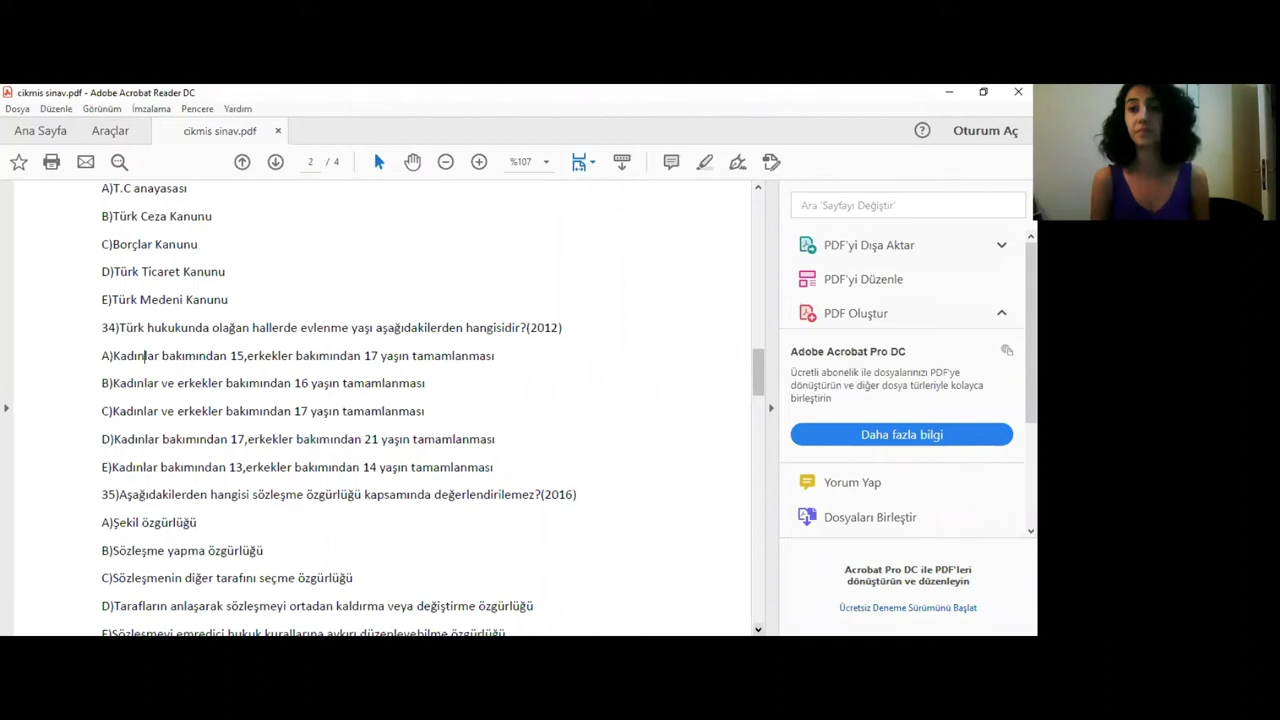 cikmis sinav.pdf - Adobe Acrobat Reader DC
Dosya Düzenle Görünüm İmzalama Pencere Yardım
Ana Sayfa Araçlar cikmis sinav.pdf × Oturum Aç
2 / 4 %107
A)T.C anayasası
B)Türk Ceza Kanunu
C)Borçlar Kanunu
D)Türk Ticaret Kanunu
E)Türk Medeni Kanunu
34)Türk hukukunda olağan hallerde evlenme yaşı aşağıdakilerden hangisidir?(2012)
A)Kadınlar bakımından 15,erkekler bakımından 17 yaşın tamamlanması
B)Kadınlar ve erkekler bakımından 16 yaşın tamamlanması
C)Kadınlar ve erkekler bakımından 17 yaşın tamamlanması
D)Kadınlar bakımından 17,erkekler bakımından 21 yaşın tamamlanması
E)Kadınlar bakımından 13,erkekler bakımından 14 yaşın tamamlanması
35)Aşağıdakilerden hangisi sözleşme özgürlüğü kapsamında değerlendirilemez?(2016)
A)Şekil özgürlüğü
B)Sözleşme yapma özgürlüğü
C)Sözleşmenin diğer tarafını seçme özgürlüğü
D)Tarafların anlaşarak sözleşmeyi ortadan kaldırma veya değiştirme özgürlüğü
E)Sözleşmeyi emredici hukuk kurallarına aykırı düzenleyebilme özgürlüğü
Ara 'Sayfayı Değiştir'
PDF'yi Dışa Aktar
PDF'yi Düzenle
PDF Oluştur
Adobe Acrobat Pro DC
Ücretli abonelik ile dosyalarınızı PDF'ye
dönüştürün ve diğer dosya türleriyle kolayca
birleştirin
Daha fazla bilgi
Yorum Yap
Dosyaları Birleştir
Acrobat Pro DC ile PDF'leri
dönüştürün ve düzenleyin
Ücretsiz Deneme Sürümünü Başlat